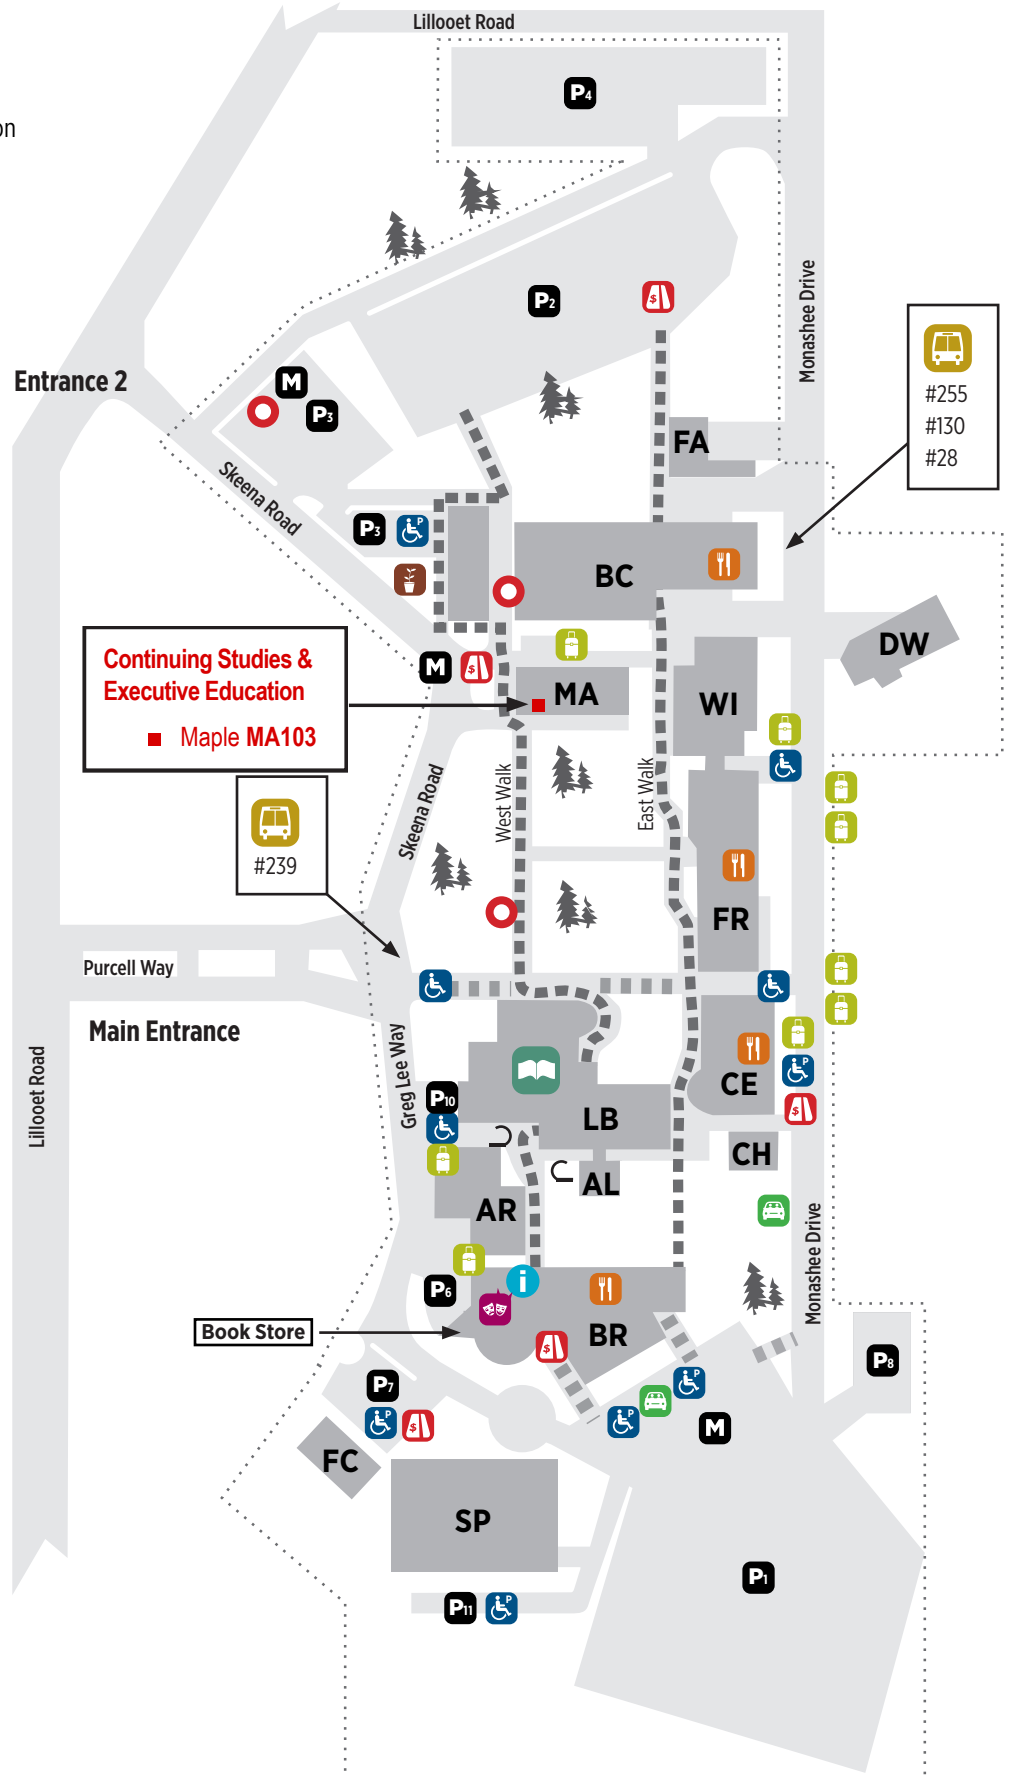 Lillooet Road
on
P4
P2
Monashee Drive
#255
#130
#28
Entrance 2
M
P3
FA
Skeena Road
P3
P
BC
DW
Continuing Studies &
Executive Education
Maple MA103
M
$
MA
WI
#239
Skeena Road
West Walk
East Walk
FR
Purcell Way
Main Entrance
Lillooet Road
Greg Lee Way
P10
LB
CE
P
$
CH
AL
AR
Monashee Drive
P6
i
BR
Book Store
$
P8
P7
P
$
P
P
M
FC
SP
P1
P11
P
$